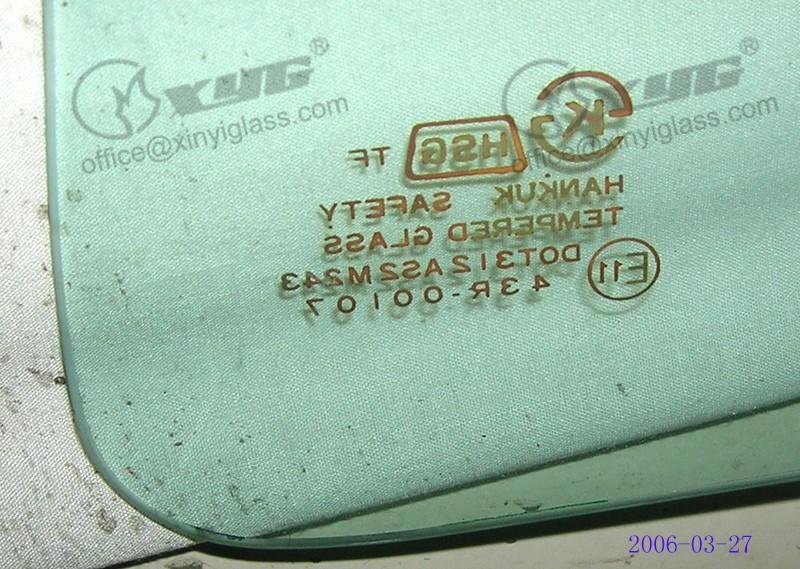 XYG®
office@xinyiglass.com
XYG®
office@xinyiglass.com
KS HSG TF
HANKUK SAFETY
TEMPERED GLASS
E11 DOT312AS2M243
43R-00107
2006-03-27